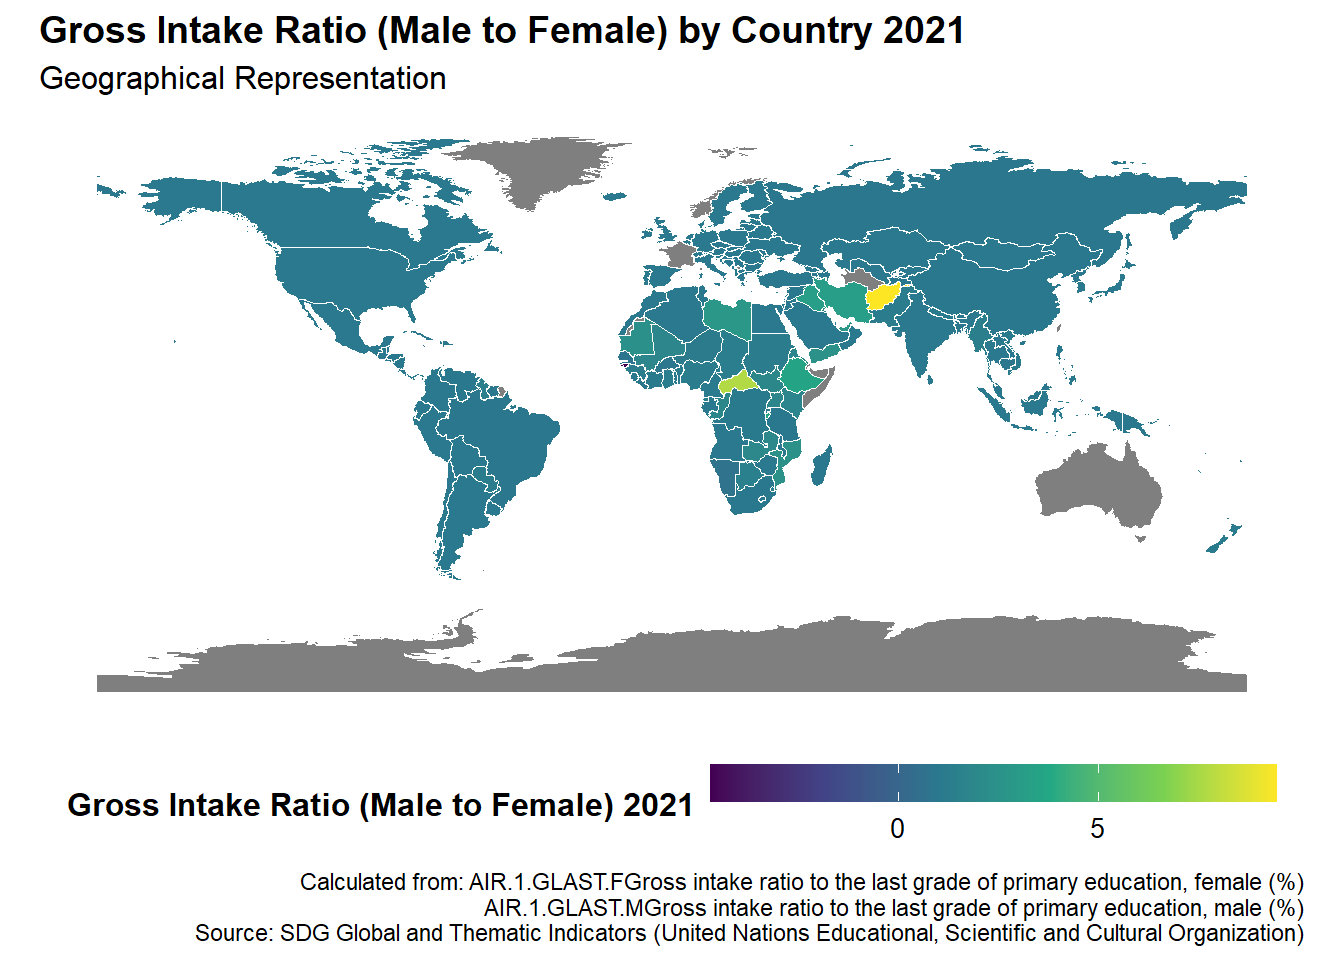 Gross Intake Ratio (Male to Female) by Country 2021
Geographical Representation
Gross Intake Ratio (Male to Female) 2021
0
5
Calculated from: AIR.1.GLAST.FGross intake ratio to the last grade of primary education, female (%)
AIR.1.GLAST.MGross intake ratio to the last grade of primary education, male (%)
Source: SDG Global and Thematic Indicators (United Nations Educational, Scientific and Cultural Organization)